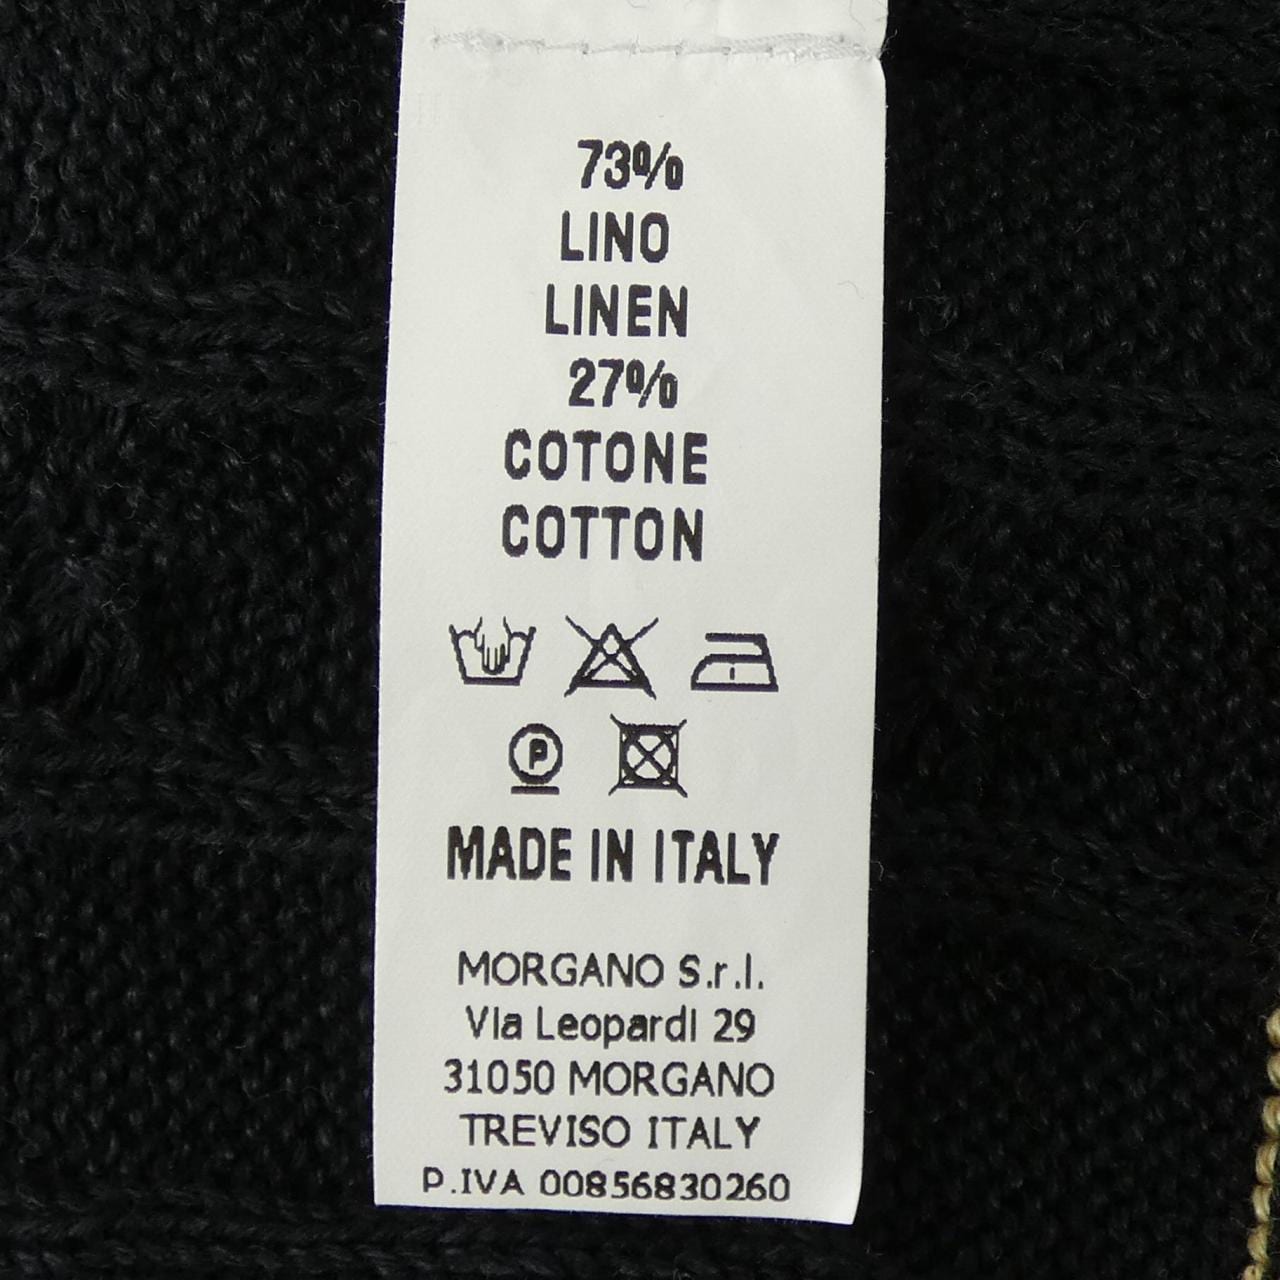 73%
LINO
LINEN
27%
COTONE
COTTON
P
MADE IN ITALY
MORGANO S.r.l.
Via Leopardi 29
31050 MORGANO
TREVISO ITALY
P.IVA 00856830260